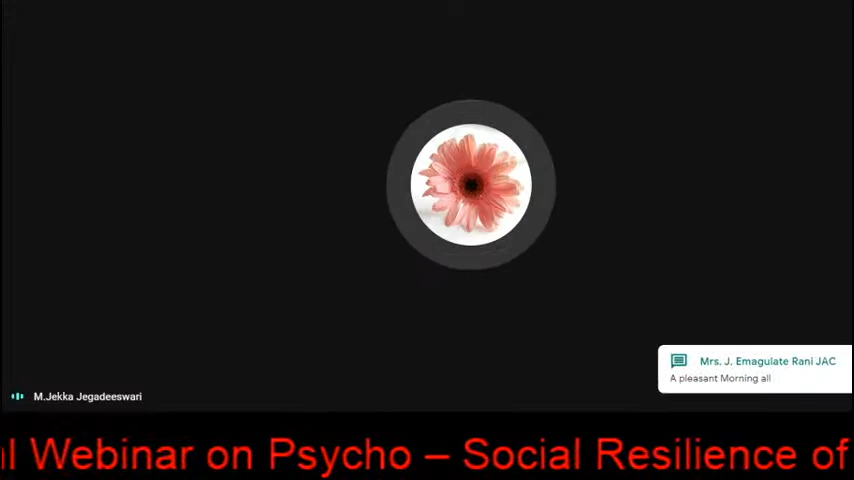 Mrs. J. Emagulate Rani JAC
A pleasant Morning all
M.Jekka Jegadeeswari
Webinar on Psycho – Social Resilience of